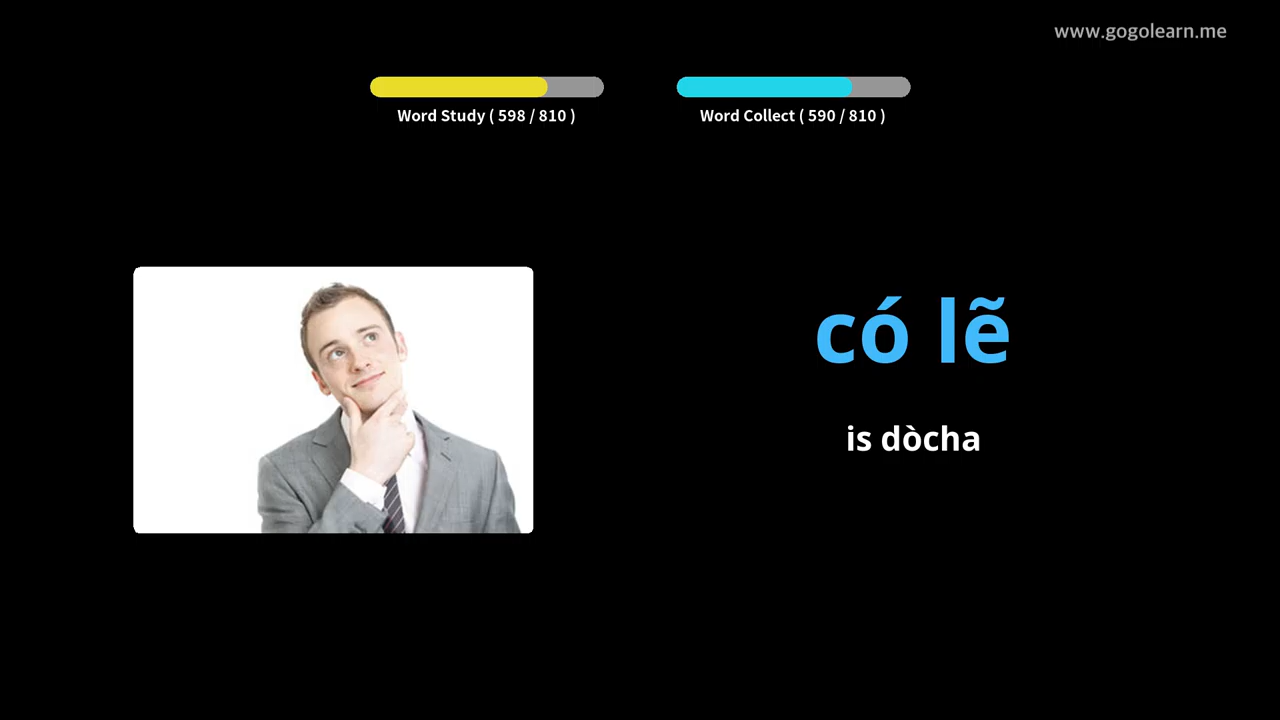 www.gogolearn.me
Word Study ( 598 / 810 )
Word Collect ( 590 / 810 )
có lẽ
is dòcha